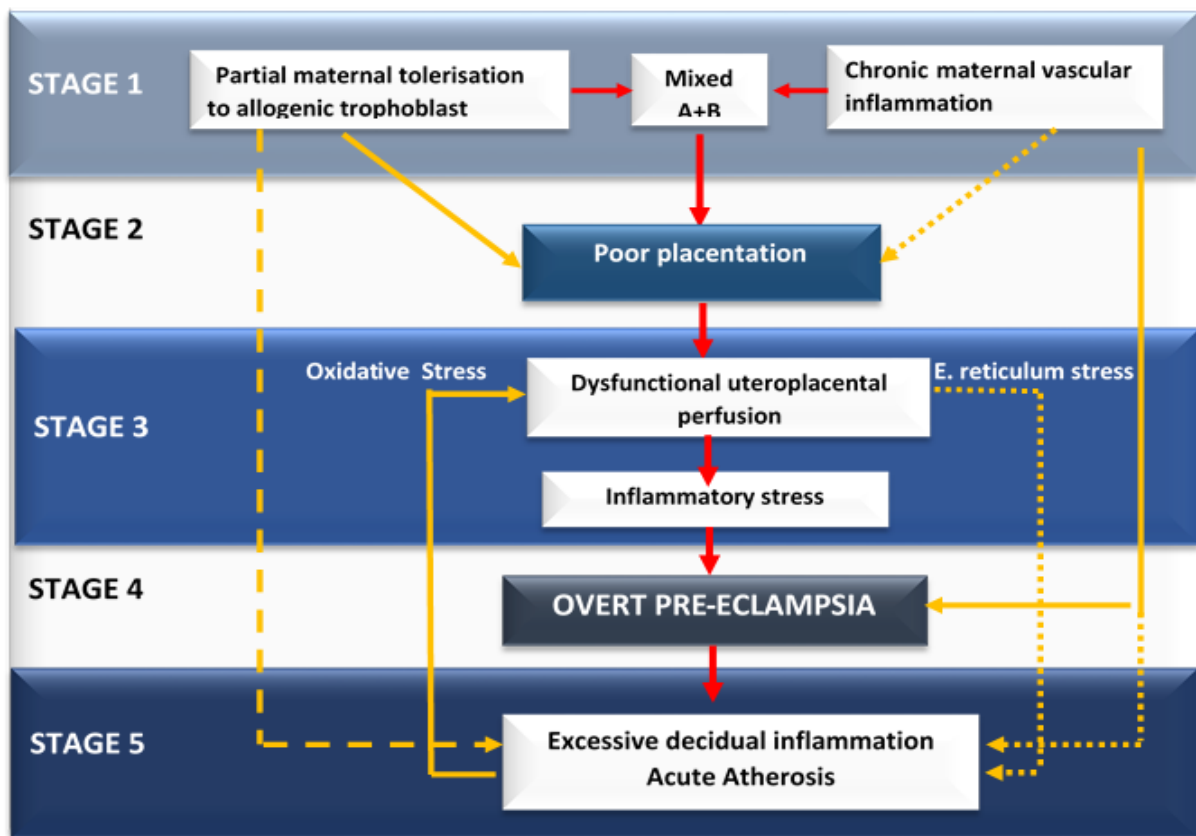 STAGE 1
Partial maternal tolerisation
to allogenic trophoblast
Mixed
A+B
Chronic maternal vascular
inflammation
STAGE 2
Poor placentation
STAGE 3
Oxidative Stress
Dysfunctional uteroplacental
perfusion
E. reticulum stress
Inflammatory stress
STAGE 4
OVERT PRE-ECLAMPSIA
STAGE 5
Excessive decidual inflammation
Acute Atherosis